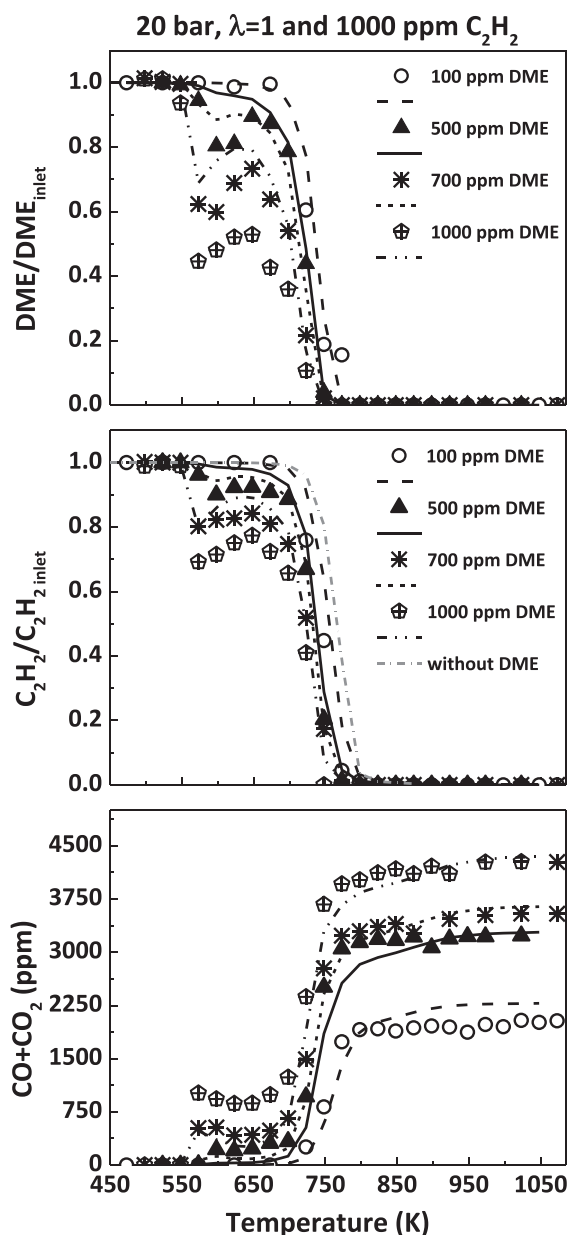 20 bar, λ=1 and 1000 ppm C₂H₂
DME/DME_inlet
1.0
0.8
0.6
0.4
0.2
0.0
100 ppm DME
500 ppm DME
700 ppm DME
1000 ppm DME
C₂H₂/C₂H₂ inlet
1.0
0.8
0.6
0.4
0.2
0.0
100 ppm DME
500 ppm DME
700 ppm DME
1000 ppm DME
without DME
CO+CO₂ (ppm)
4500
3750
3000
2250
1500
750
0
450 550 650 750 850 950 1050
Temperature (K)